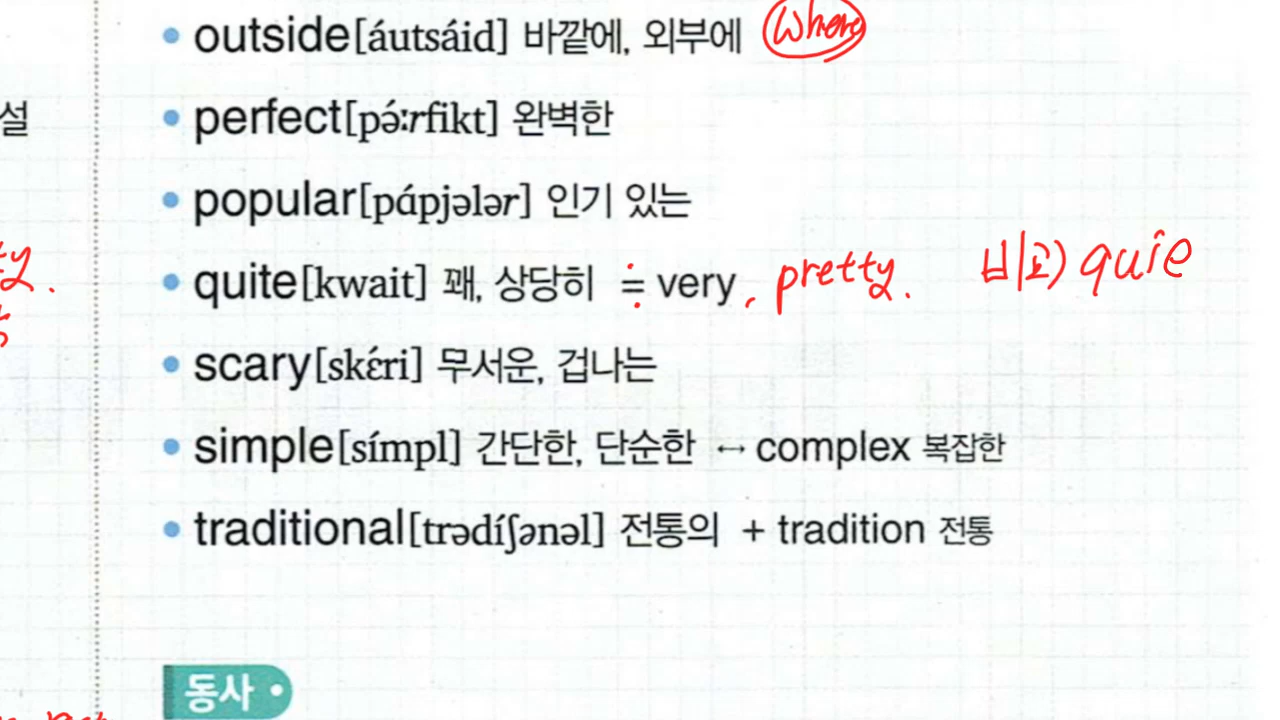 outside[áutsáid] 바깥에, 외부에 where
설
perfect[pə́ːrfikt] 완벽한
popular[pápjələr] 인기 있는
quite[kwait] 꽤, 상당히 ≒ very, pretty. 비교) quie
scary[skέri] 무서운, 겁나는
simple[símpl] 간단한, 단순한 ↔ complex 복잡한
traditional[trədíʃənəl] 전통의 + tradition 전통
동사